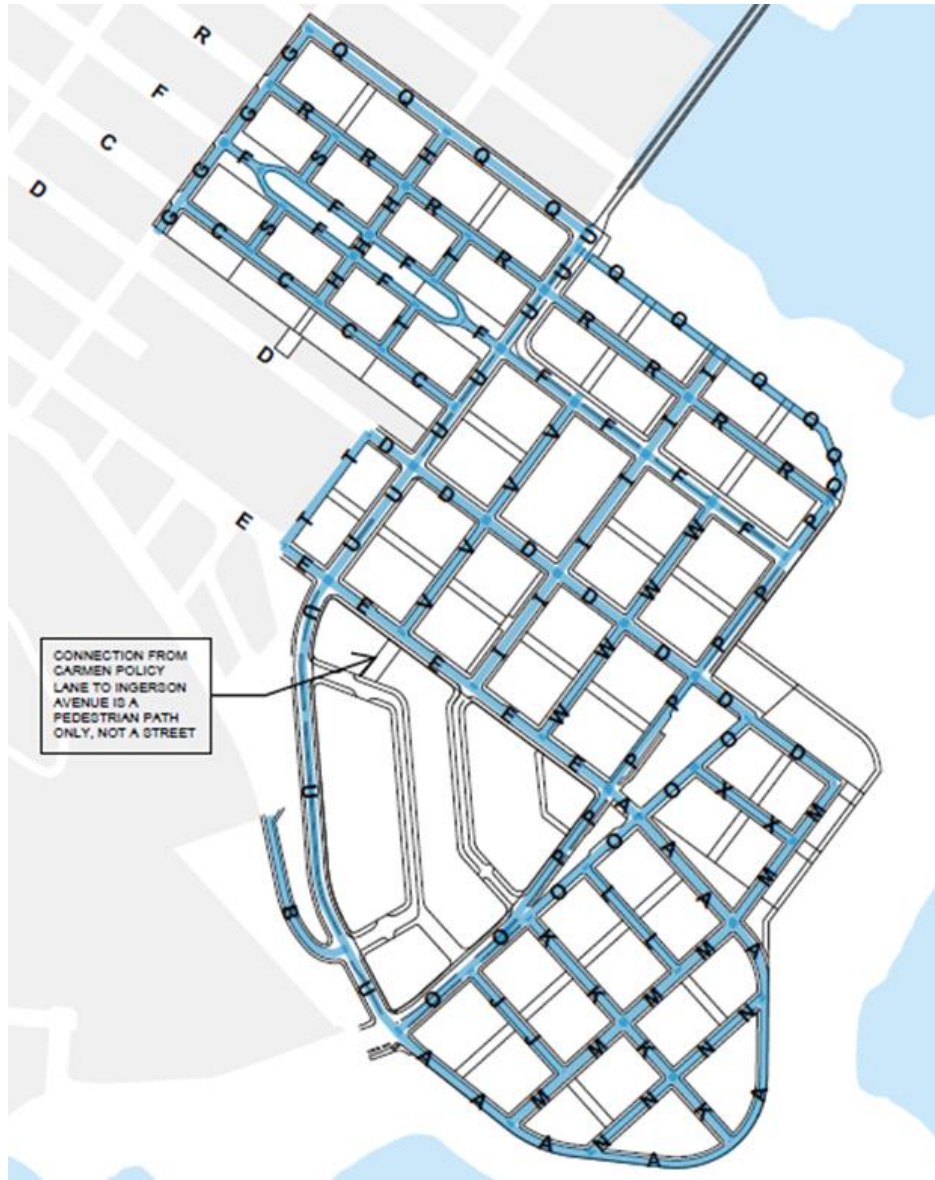 R
F
C
D
G Q Q Q Q
G G G
R R R R
S H H I
F F F
F F F
S H H I
C C C
D
U U U U U U U U U U
Q Q Q Q Q Q
R R R R R
I I I I I I
F F F F F
V V V V V
W W W W W
T T
D D D D D D D
E
E E E E E
P P P P P P P
CONNECTION FROM
CARMEN POLICY
LANE TO INGERSON
AVENUE IS A
PEDESTRIAN PATH
ONLY, NOT A STREET
O O O O O O
X X
A A A A
M M M M M M
L L
K K K K
J J
N N N N
B
A A A A A